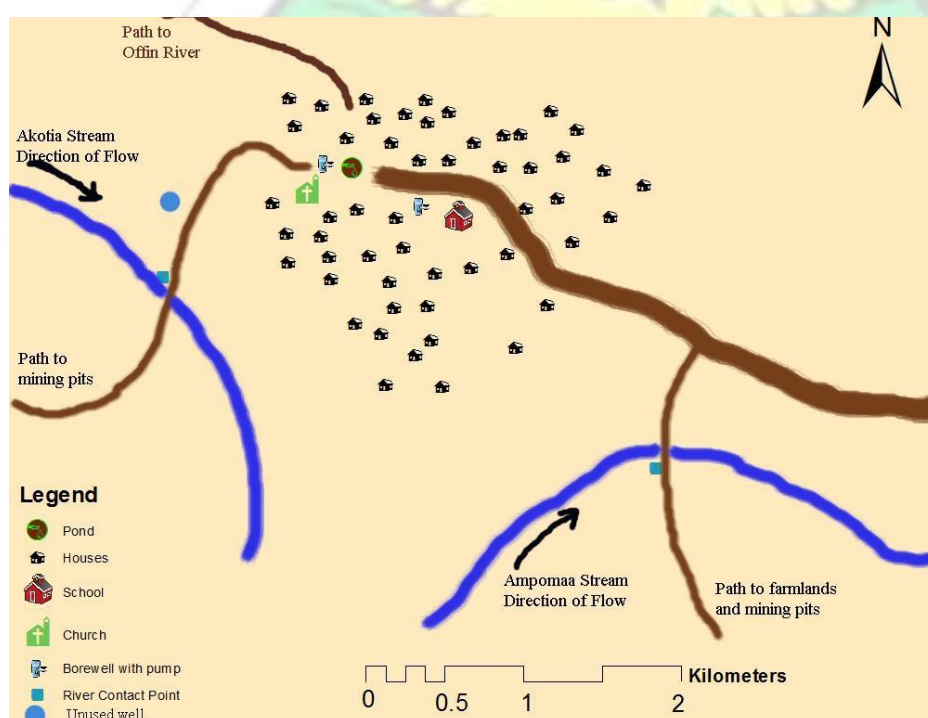 Path to
Offin River
N
Akotia Stream
Direction of Flow
Path to
mining pits
Legend
Pond
Houses
School
Church
Borewell with pump
River Contact Point
Unused well
Ampomaa Stream
Direction of Flow
Path to farmlands
and mining pits
Kilometers
0 0.5 1 2